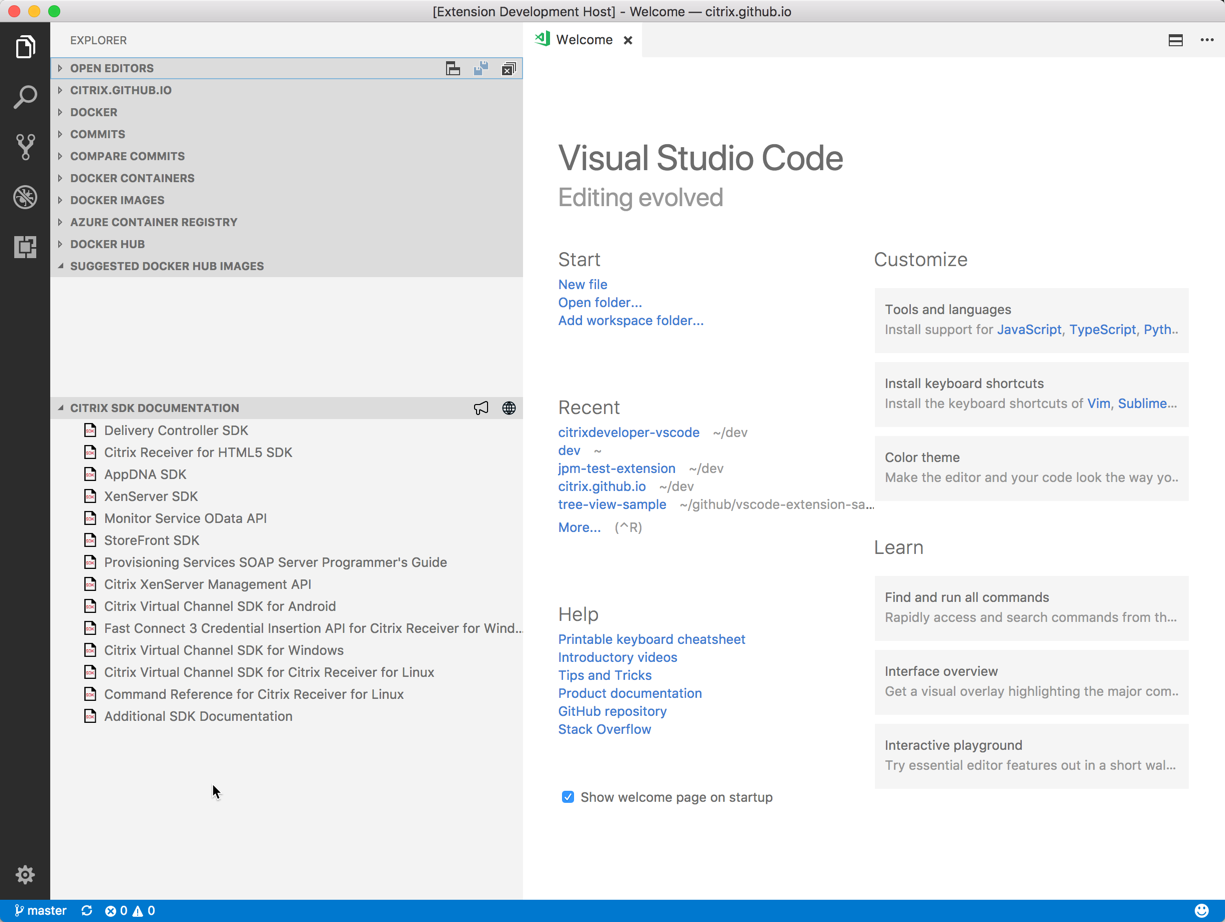 [Extension Development Host] - Welcome — citrix.github.io
EXPLORER
OPEN EDITORS
CITRIX.GITHUB.IO
DOCKER
COMMITS
COMPARE COMMITS
DOCKER CONTAINERS
DOCKER IMAGES
AZURE CONTAINER REGISTRY
DOCKER HUB
SUGGESTED DOCKER HUB IMAGES
CITRIX SDK DOCUMENTATION
Delivery Controller SDK
Citrix Receiver for HTML5 SDK
AppDNA SDK
XenServer SDK
Monitor Service OData API
StoreFront SDK
Provisioning Services SOAP Server Programmer's Guide
Citrix XenServer Management API
Citrix Virtual Channel SDK for Android
Fast Connect 3 Credential Insertion API for Citrix Receiver for Wind...
Citrix Virtual Channel SDK for Windows
Citrix Virtual Channel SDK for Citrix Receiver for Linux
Command Reference for Citrix Receiver for Linux
Additional SDK Documentation
Welcome
Visual Studio Code
Editing evolved
Start
New file
Open folder...
Add workspace folder...
Recent
citrixdeveloper-vscode ~/dev
dev ~
jpm-test-extension ~/dev
citrix.github.io ~/dev
tree-view-sample ~/github/vscode-extension-sa...
More... (^R)
Help
Printable keyboard cheatsheet
Introductory videos
Tips and Tricks
Product documentation
GitHub repository
Stack Overflow
Show welcome page on startup
Customize
Tools and languages
Install support for JavaScript, TypeScript, Pyth..
Install keyboard shortcuts
Install the keyboard shortcuts of Vim, Sublime...
Color theme
Make the editor and your code look the way yo..
Learn
Find and run all commands
Rapidly access and search commands from th...
Interface overview
Get a visual overlay highlighting the major com..
Interactive playground
Try essential editor features out in a short wal...
master 0 0